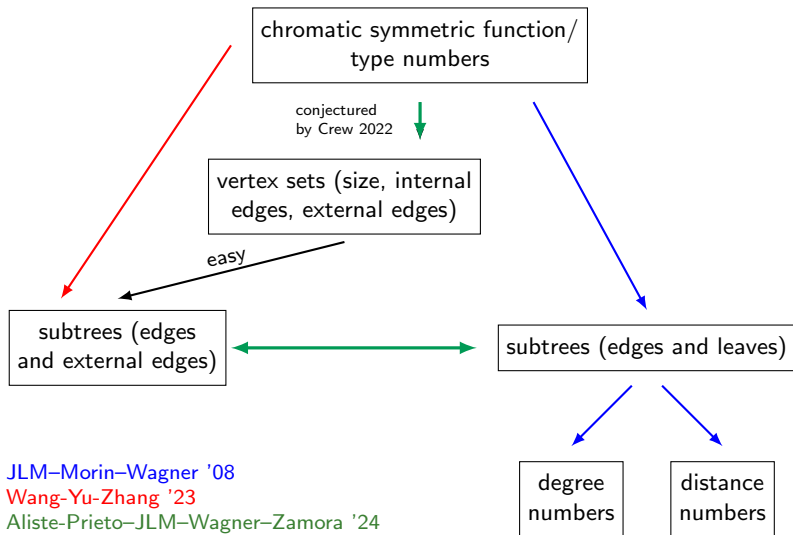 chromatic symmetric function/
type numbers
conjectured
by Crew 2022
vertex sets (size, internal
edges, external edges)
easy
subtrees (edges
and external edges)
subtrees (edges and leaves)
JLM–Morin–Wagner '08
Wang-Yu-Zhang '23
Aliste-Prieto–JLM–Wagner–Zamora '24
degree
numbers
distance
numbers